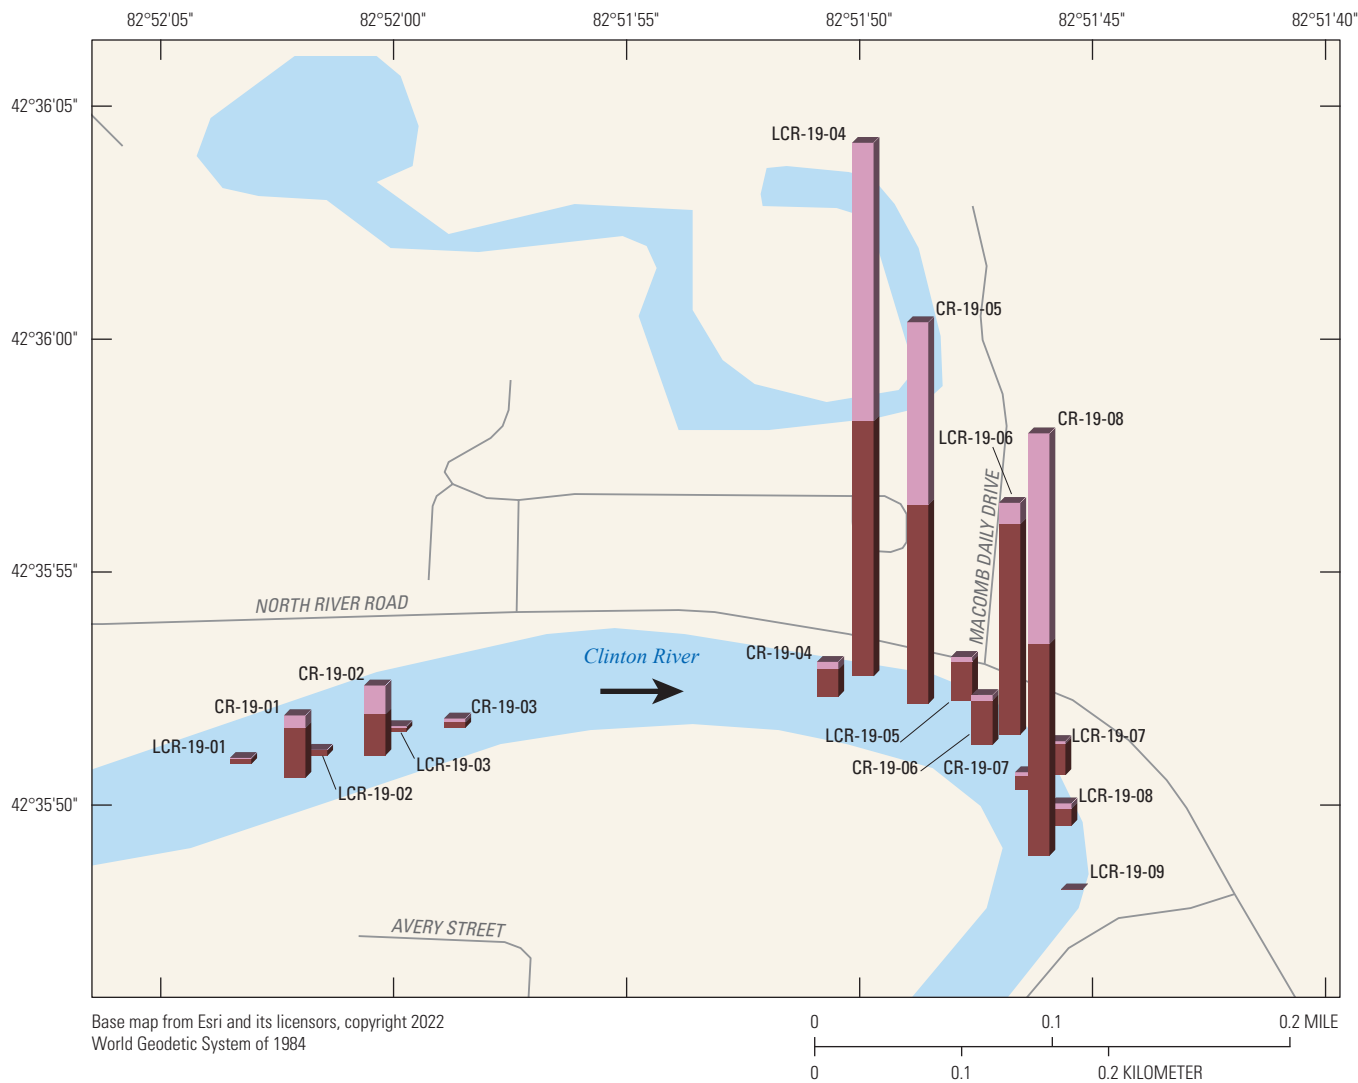 82°52'05" 82°52'00" 82°51'55" 82°51'50" 82°51'45" 82°51'40"
42°36'05"
LCR-19-04
CR-19-05
42°36'00"
CR-19-08
LCR-19-06
MACOMB DAILY DRIVE
42°35'55"
NORTH RIVER ROAD
Clinton River
CR-19-04
CR-19-02
CR-19-01
CR-19-03
LCR-19-01
LCR-19-05
LCR-19-07
LCR-19-03
CR-19-06
CR-19-07
LCR-19-02
LCR-19-08
42°35'50"
LCR-19-09
AVERY STREET
Base map from Esri and its licensors, copyright 2022
World Geodetic System of 1984
0 0.1 0.2 MILE
0 0.1 0.2 KILOMETER